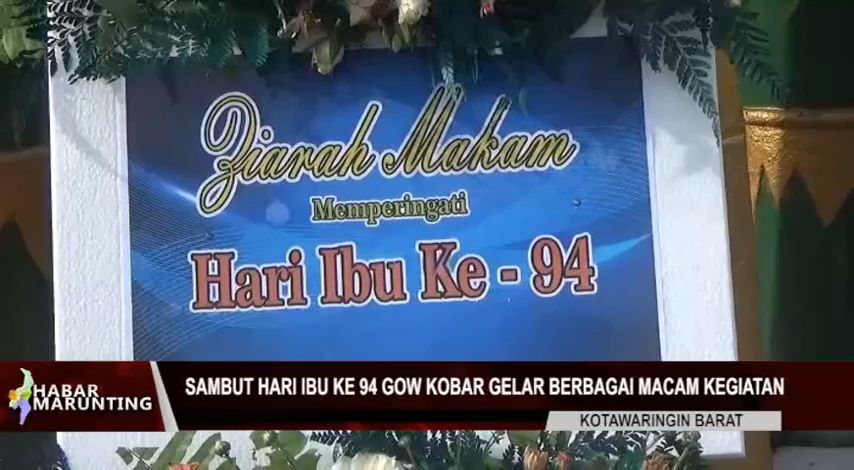 Ziarah Makam
Memperingati
Hari Ibu Ke - 94
HABAR
MARUNTING
SAMBUT HARI IBU KE 94 GOW KOBAR GELAR BERBAGAI MACAM KEGIATAN
KOTAWARINGIN BARAT